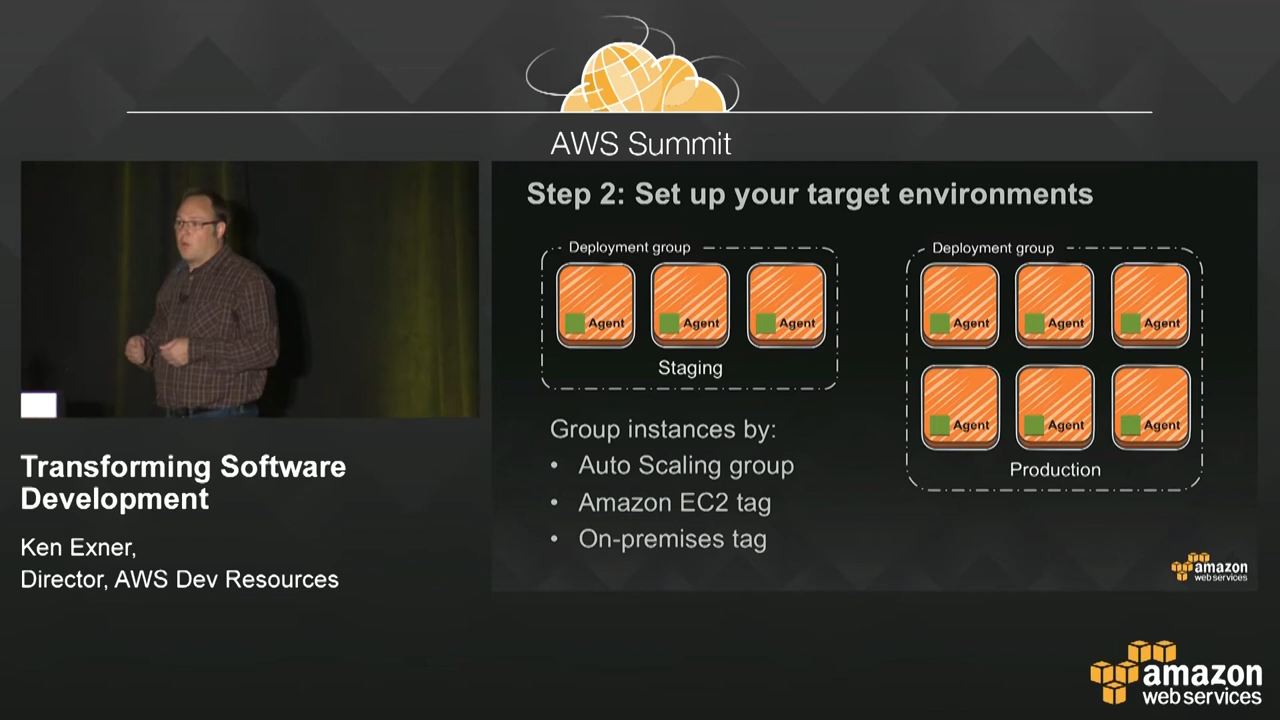 AWS Summit
Step 2: Set up your target environments
Deployment group
Agent Agent Agent
Staging
Deployment group
Agent Agent Agent
Agent Agent Agent
Production
Group instances by:
• Auto Scaling group
• Amazon EC2 tag
• On-premises tag
amazon
web services
Transforming Software
Development
Ken Exner,
Director, AWS Dev Resources
amazon
web services